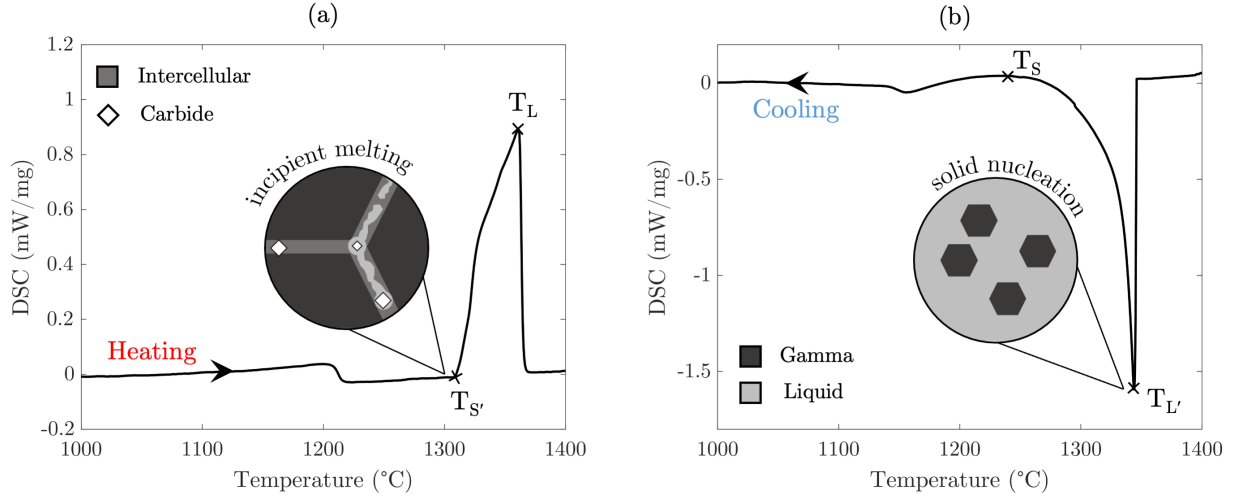 (a)
1.2
1
0.8
0.6
0.4
0.2
0
-0.2
DSC (mW/mg)
Intercellular
Carbide
incipient melting
Heating
T_L
T_S′
1000
1100
1200
1300
1400
Temperature (°C)
(b)
0
-0.5
-1
-1.5
DSC (mW/mg)
T_S
Cooling
solid nucleation
Gamma
Liquid
T_L′
1000
1100
1200
1300
1400
Temperature (°C)